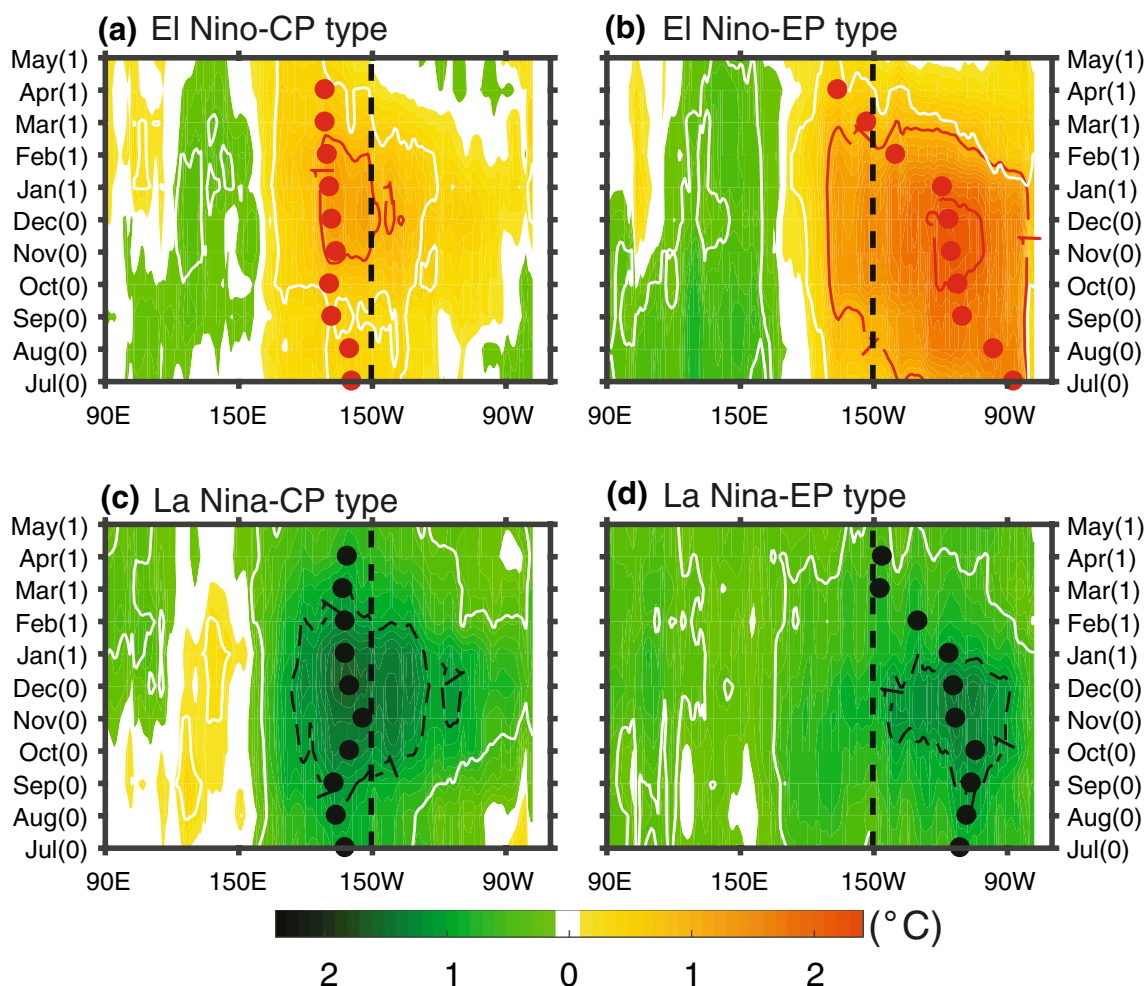 (a) El Nino-CP type
(b) El Nino-EP type
May(1)
Apr(1)
Mar(1)
Feb(1)
Jan(1)
Dec(0)
Nov(0)
Oct(0)
Sep(0)
Aug(0)
Jul(0)
1
1
90E 150E 150W 90W
May(1)
Apr(1)
Mar(1)
Feb(1)
Jan(1)
Dec(0)
Nov(0)
Oct(0)
Sep(0)
Aug(0)
Jul(0)
2
1
1
90E 150E 150W 90W
(c) La Nina-CP type
(d) La Nina-EP type
May(1)
Apr(1)
Mar(1)
Feb(1)
Jan(1)
Dec(0)
Nov(0)
Oct(0)
Sep(0)
Aug(0)
Jul(0)
1
1
1
1
90E 150E 150W 90W
May(1)
Apr(1)
Mar(1)
Feb(1)
Jan(1)
Dec(0)
Nov(0)
Oct(0)
Sep(0)
Aug(0)
Jul(0)
1
1
90E 150E 150W 90W
(°C)
2 1 0 1 2